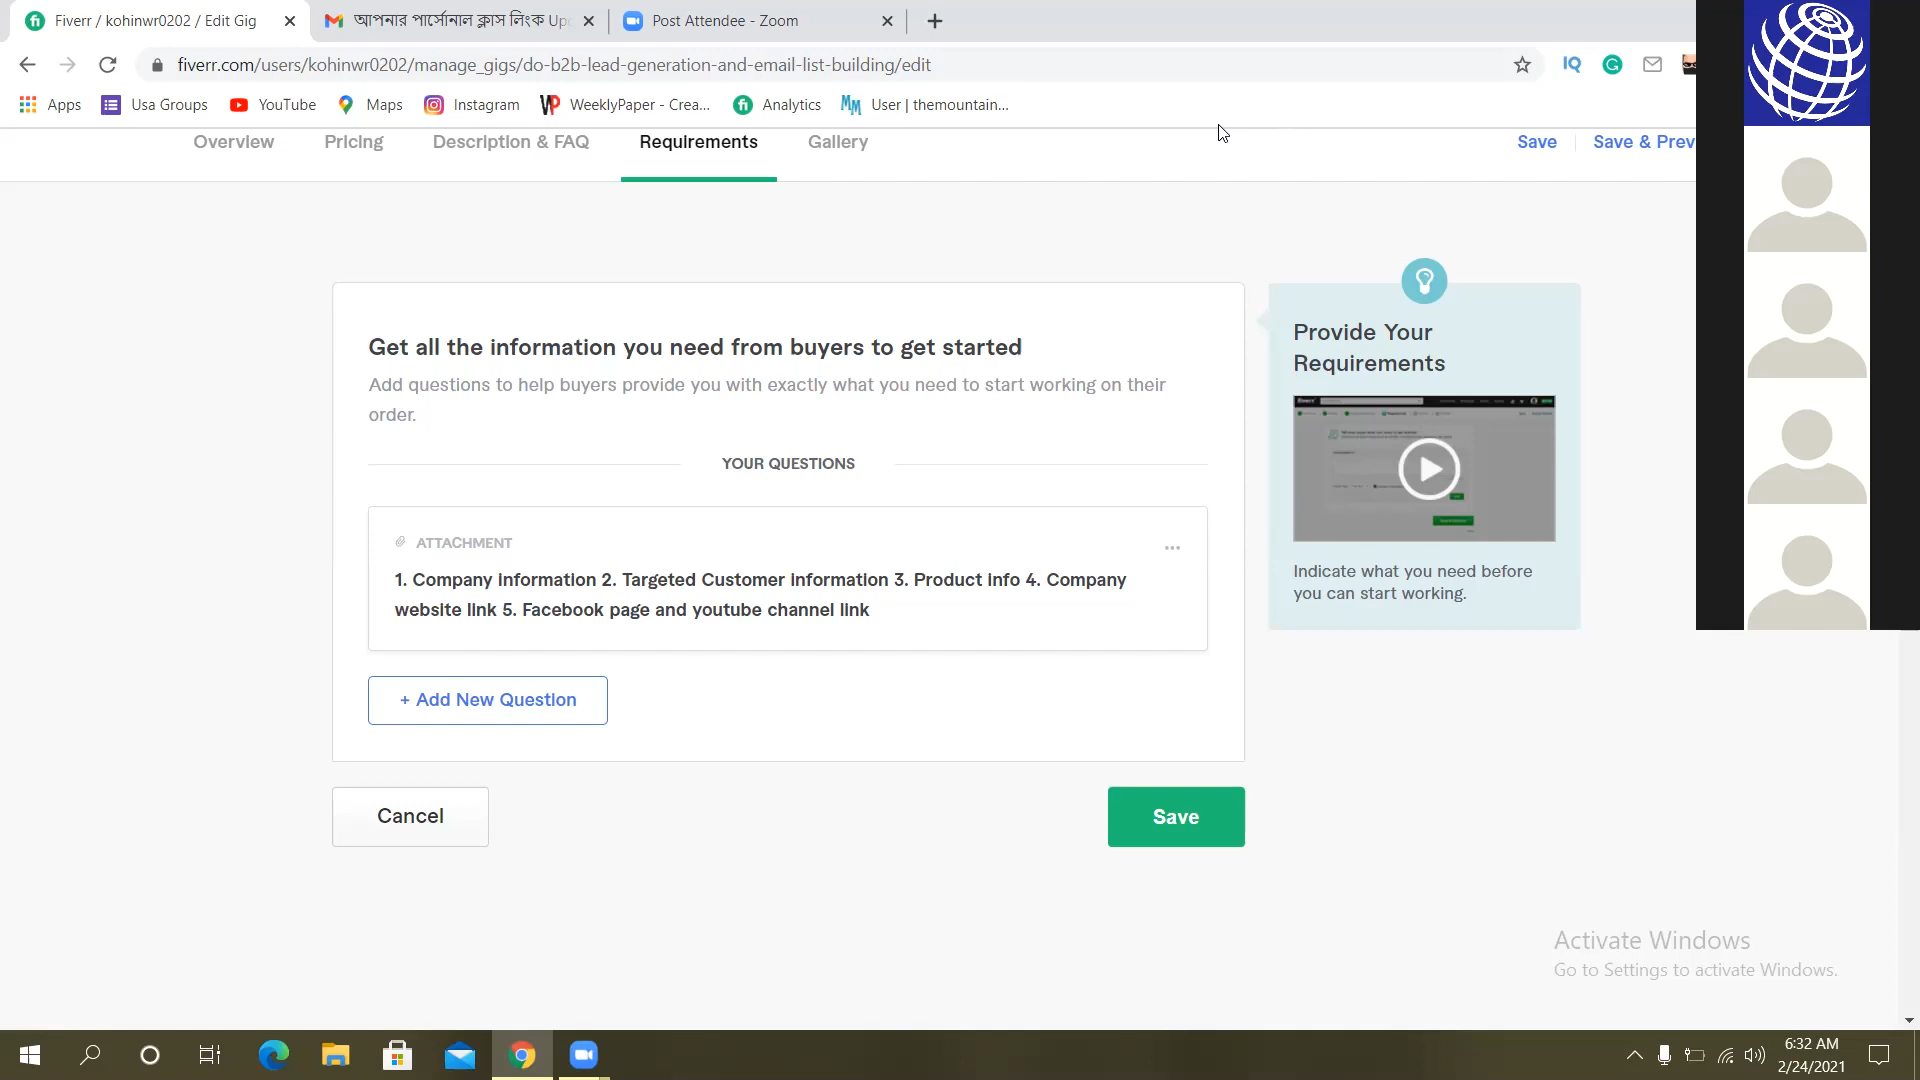 Fiverr / kohinwr0202 / Edit Gig
আপনার পার্সোনাল ক্লাস লিংক Up
Post Attendee - Zoom
fiverr.com/users/kohinwr0202/manage_gigs/do-b2b-lead-generation-and-email-list-building/edit
IQ
Apps
Usa Groups
YouTube
Maps
Instagram
WeeklyPaper - Crea...
Analytics
User | themountain...
Overview
Pricing
Description & FAQ
Requirements
Gallery
Save
Save & Prev
Get all the information you need from buyers to get started
Add questions to help buyers provide you with exactly what you need to start working on their
order.
YOUR QUESTIONS
ATTACHMENT
1. Company information 2. Targeted Customer information 3. Product info 4. Company
website link 5. Facebook page and youtube channel link
+ Add New Question
Cancel
Save
Provide Your
Requirements
Indicate what you need before
you can start working.
Activate Windows
Go to Settings to activate Windows.
6:32 AM
2/24/2021